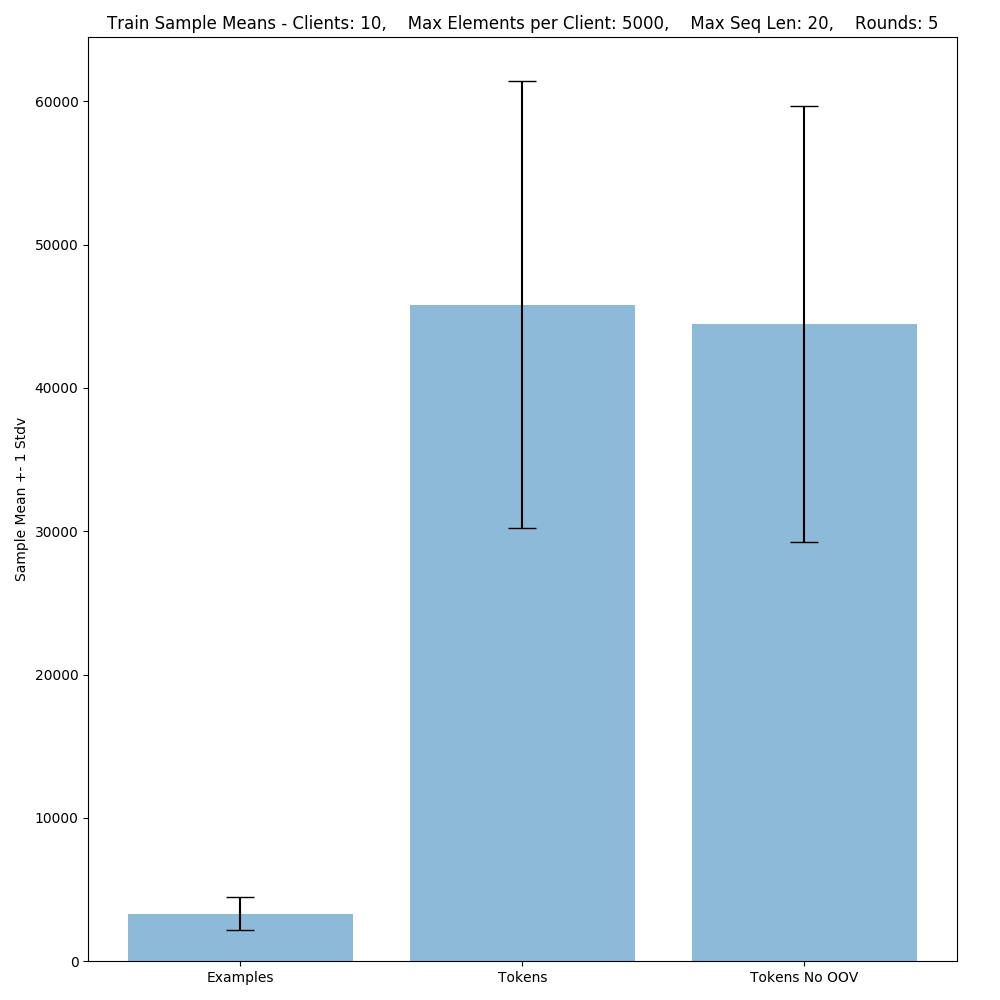 Train Sample Means - Clients: 10,    Max Elements per Client: 5000,    Max Seq Len: 20,    Rounds: 5
60000
50000
40000
30000
20000
10000
0
Sample Mean +- 1 Stdv
Examples
Tokens
Tokens No OOV